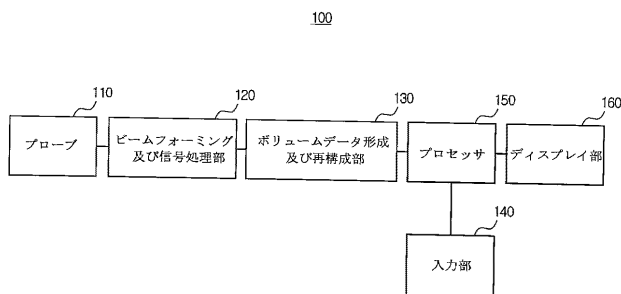 100
110
プローブ
120
ビームフォーミング
及び信号処理部
130
ボリュームデータ形成
及び再構成部
150
プロセッサ
160
ディスプレイ部
140
入力部